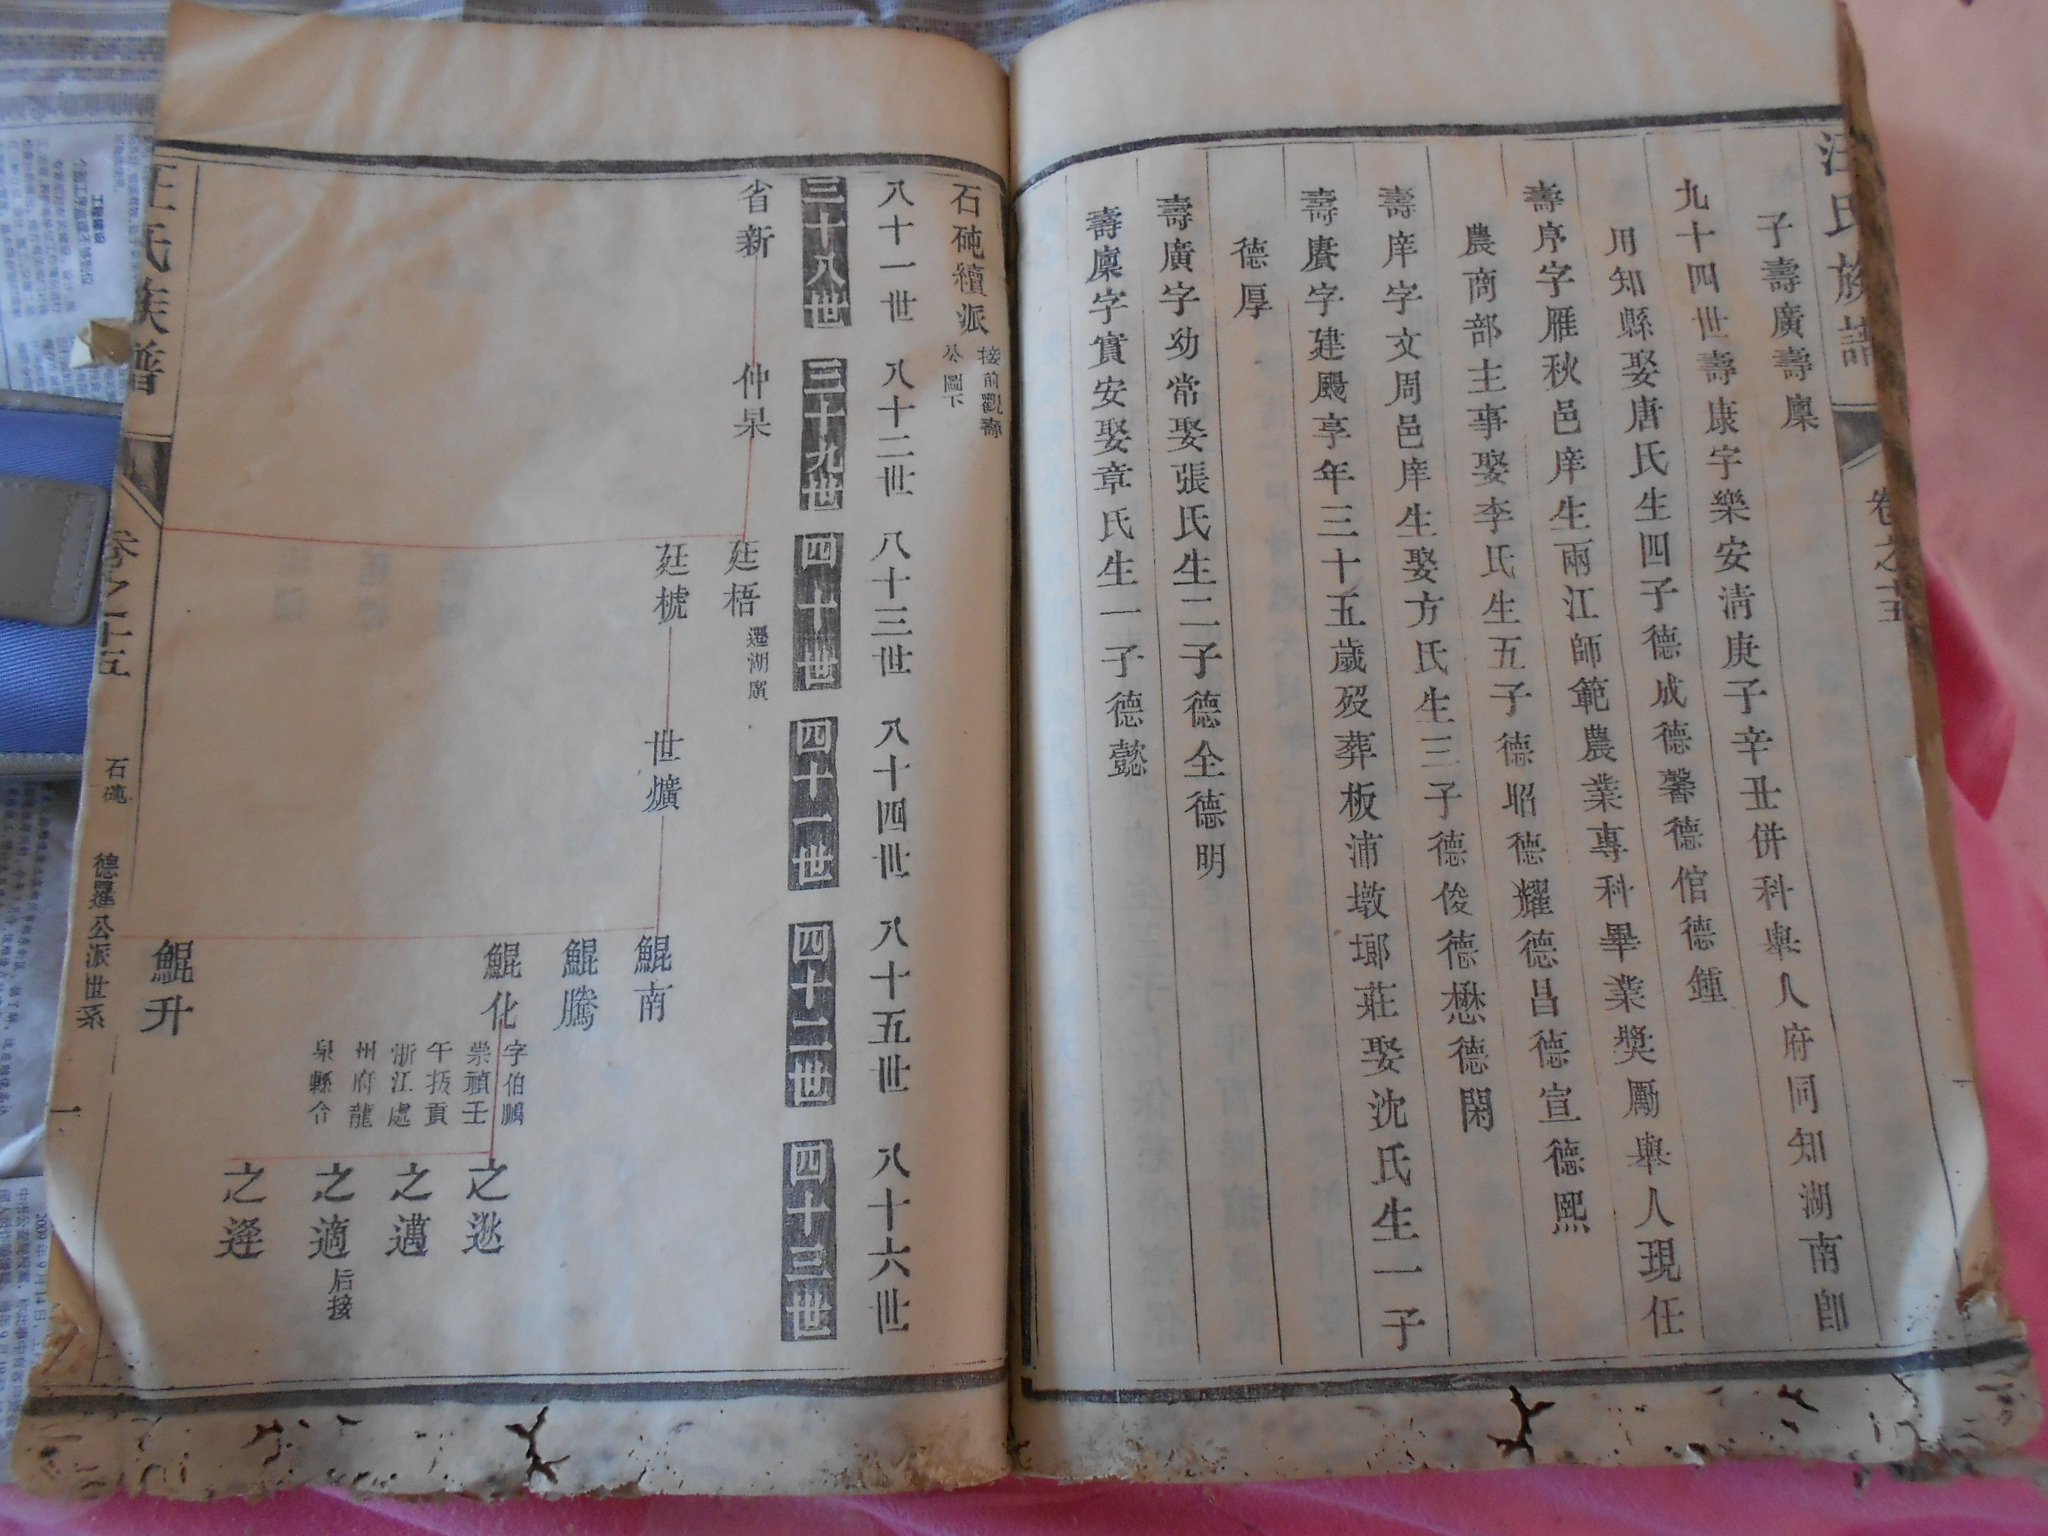 汪氏族譜
卷之十五
子壽廣壽廩
九十四世壽康字樂安清庚子辛丑併科舉人府同知湖南即
用知縣娶唐氏生四子德成德馨德倌德鍾
壽序字雁秋邑庠生兩江師範農業專科畢業獎勵舉人現任
農商部主事娶李氏生五子德昭德耀德昌德宣德熙
壽庠字文周邑庠生娶方氏生三子德俊德懋德閑
壽賡字建颺享年三十五歲歿葬板浦墩鄉莊娶沈氏生一子
德厚
壽廣字幼常娶張氏生二子德全德明
壽廩字實安娶章氏生一子德懿
石砘續派
接前觀壽
公圖下
八十一世 八十二世 八十三世 八十四世 八十五世 八十六世
三十八世 三十九世 四十世 四十一世 四十二世 四十三世
省新 仲杲 廷梧
遷湖廣
廷樾 世爌 鯤南
鯤騰
鯤化
字伯鵬
崇禎壬
午拔貢
浙江處
州府龍
泉縣令
之逖
之邁
之適
后接
之逢
鯤升
汪氏族譜
卷之十五
石砘
德暹公派世系
一